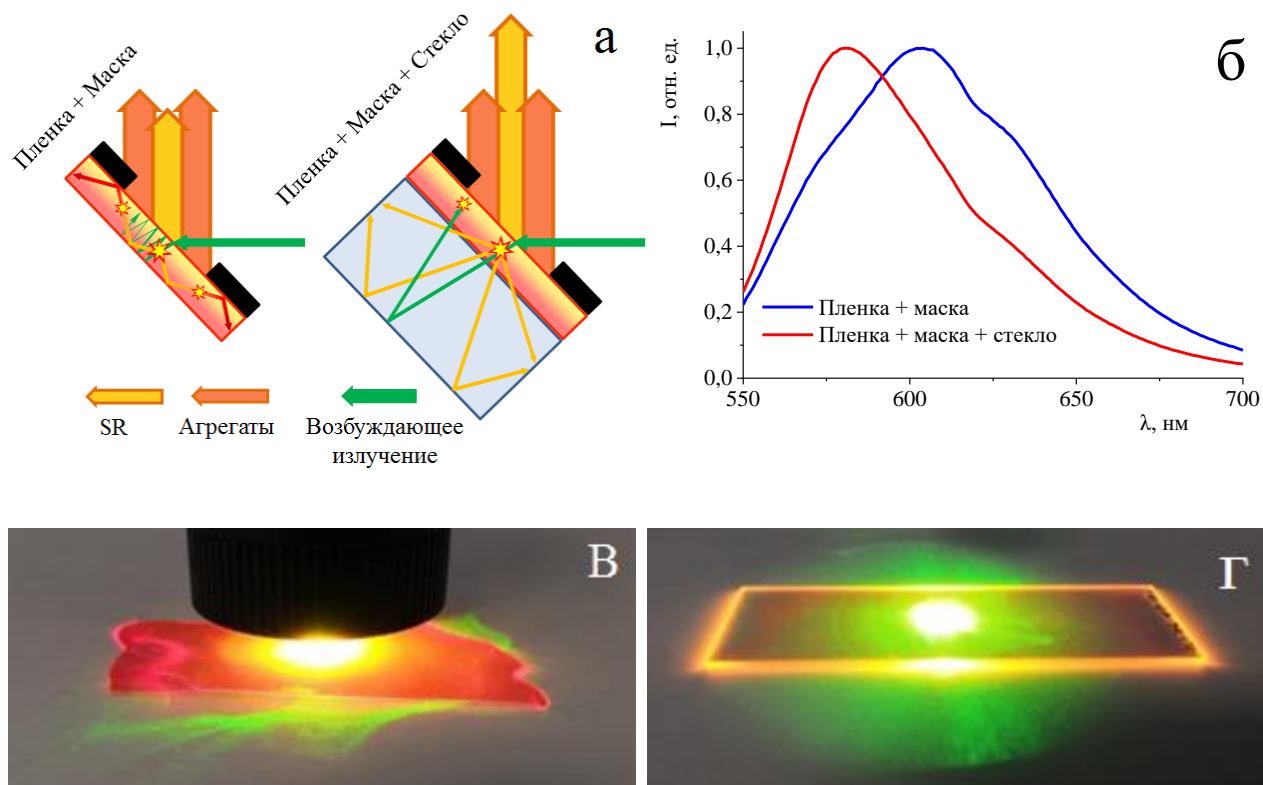 а
Пленка + Маска
Пленка + Маска + Стекло
SR
Агрегаты
Возбуждающее
излучение
б
I, отн. ед.
1,0
0,8
0,6
0,4
0,2
0,0
Пленка + маска
Пленка + маска + стекло
550
600
650
700
λ, нм
В
Г